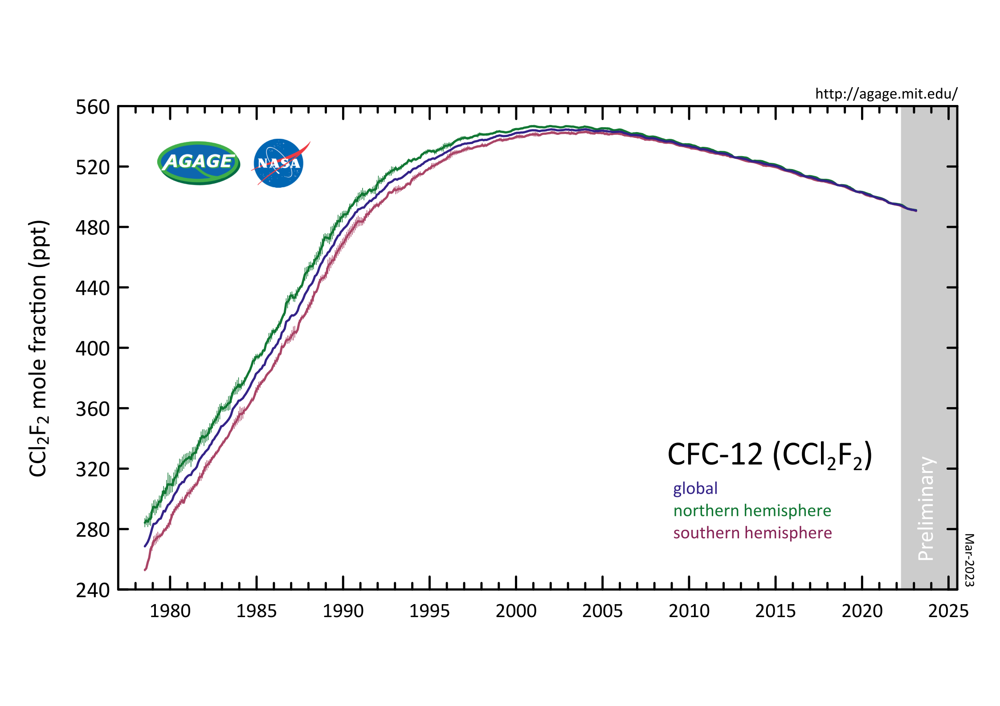 http://agage.mit.edu/
560
520
480
440
400
360
320
280
240
CCl₂F₂ mole fraction (ppt)
AGAGE
NASA
CFC-12 (CCl₂F₂)
global
northern hemisphere
southern hemisphere
Preliminary
Mar-2023
1980 1985 1990 1995 2000 2005 2010 2015 2020 2025